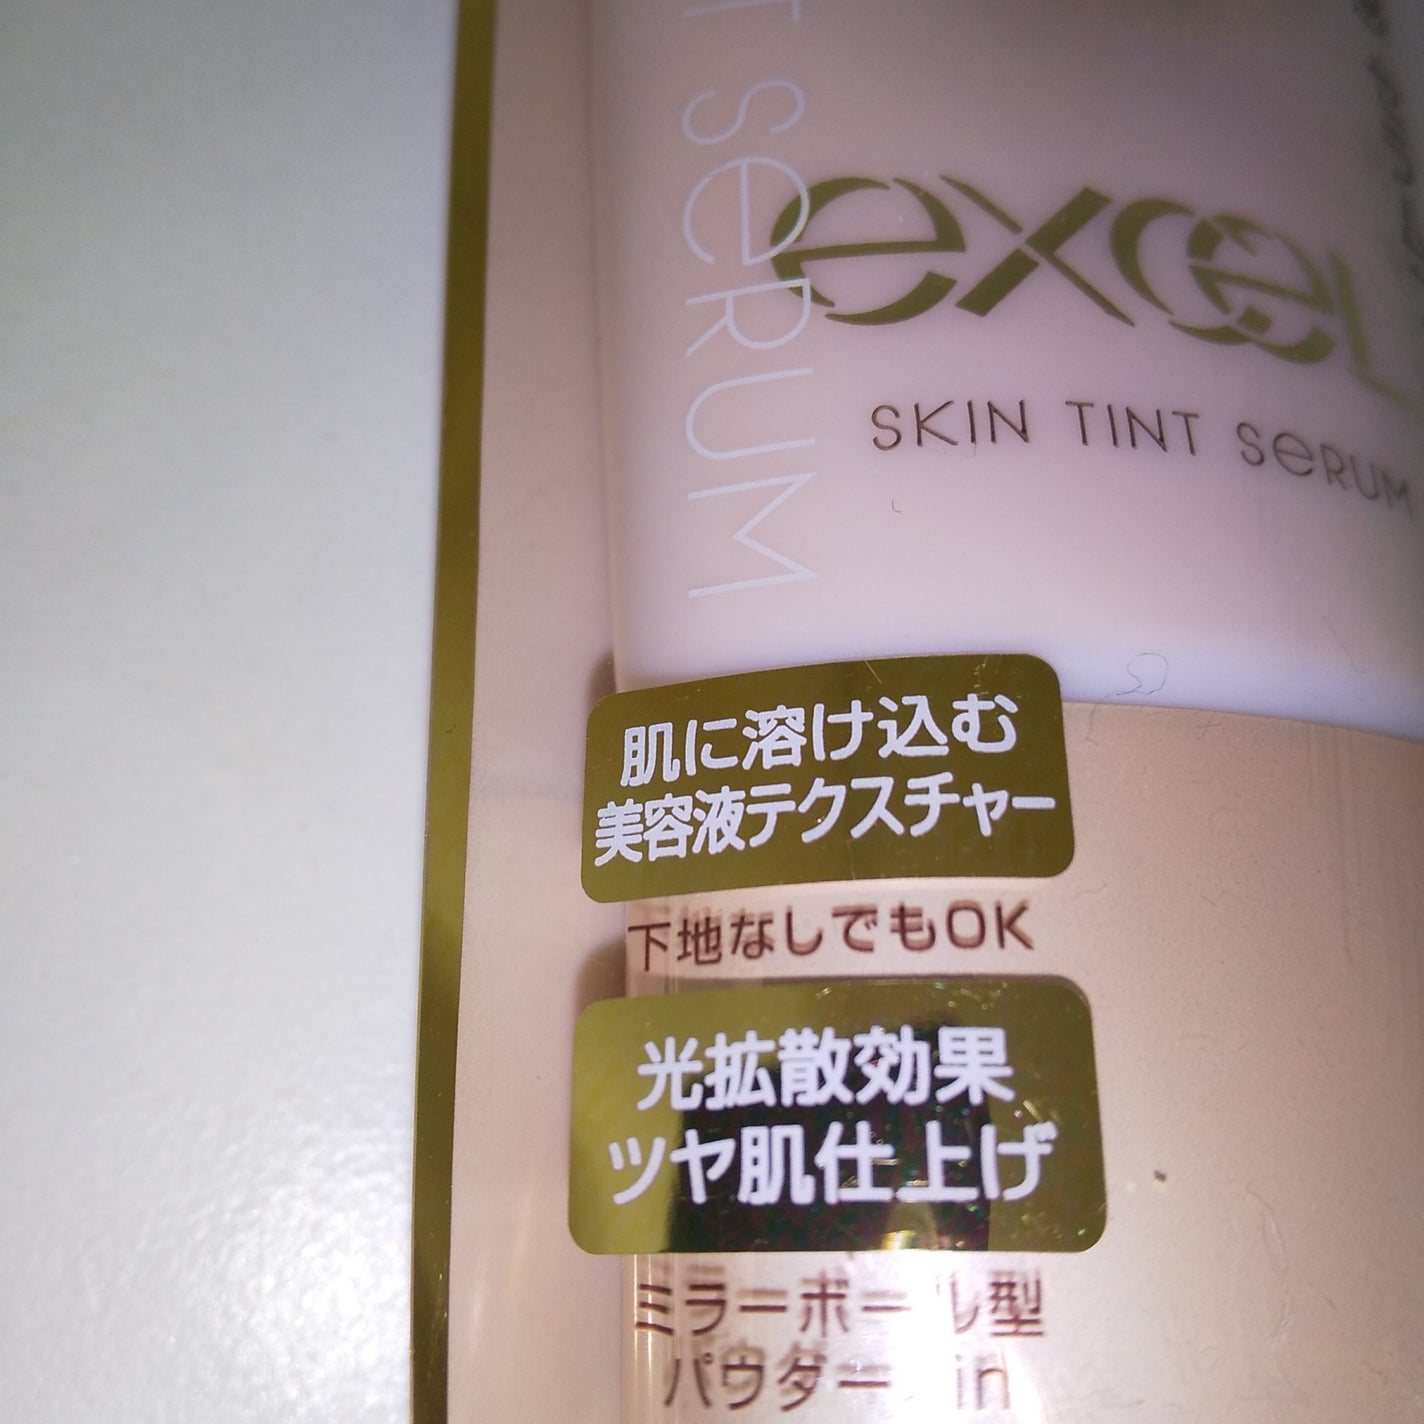 T SERUM
excel
SKIN TINT SERUM
肌に溶け込む
美容液テクスチャー
下地なしでもOK
光拡散効果
ツヤ肌仕上げ
ミラーボール型
パウダー in